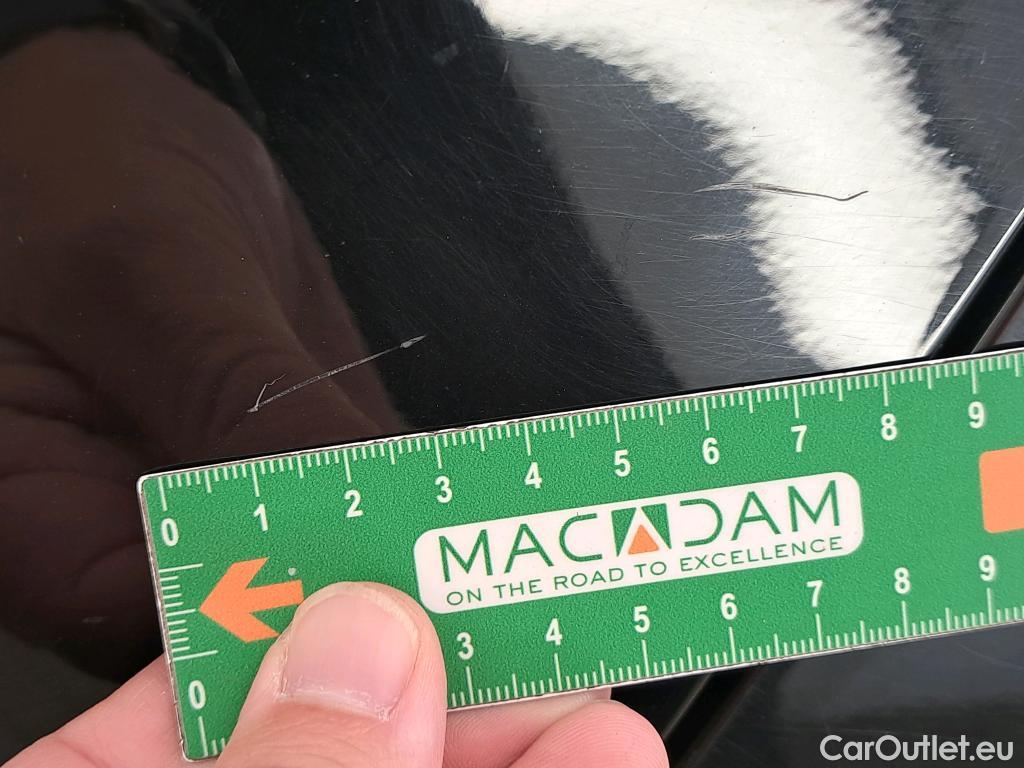 0 1 2 3 4 5 6 7 8 9
MACADAM
ON THE ROAD TO EXCELLENCE
0 3 4 5 6 7 8 9
CarOutlet.eu